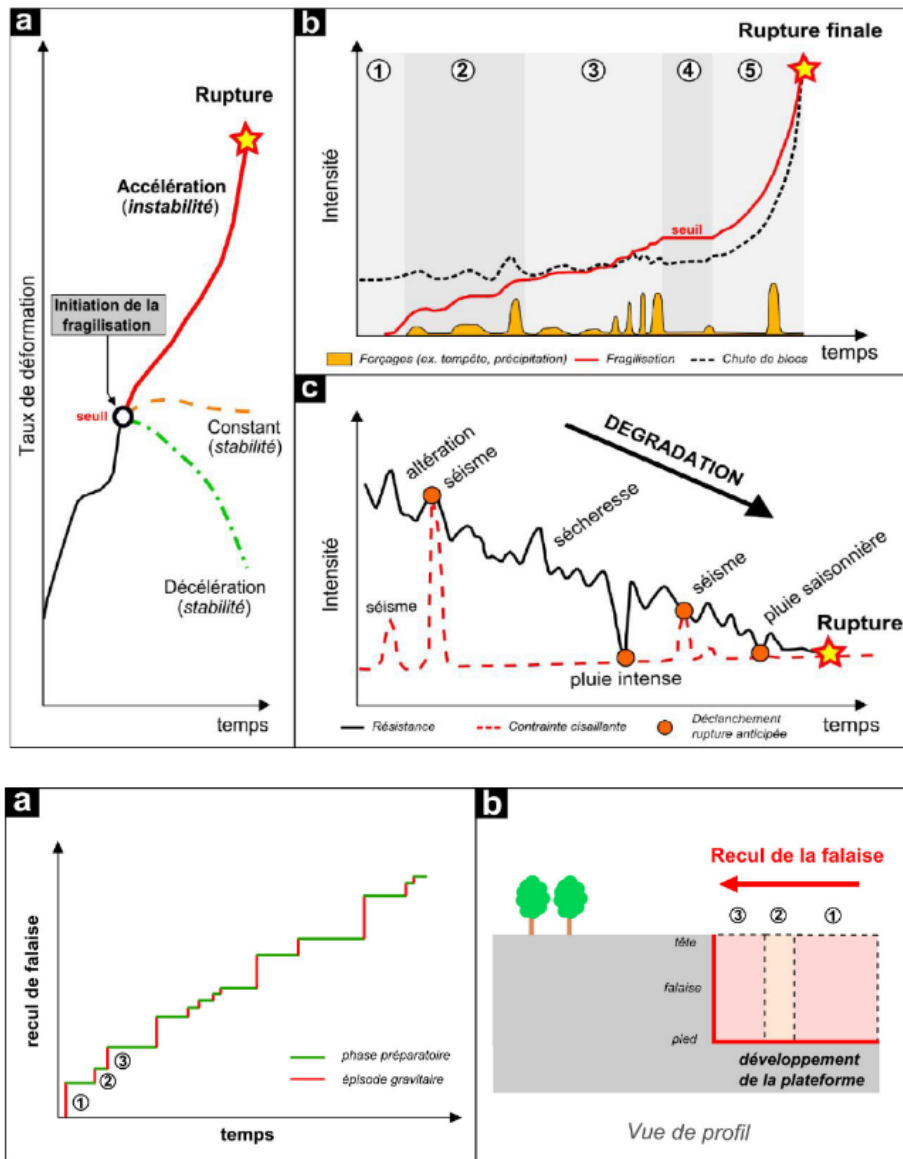 a
Taux de déformation
Rupture
Accélération
(instabilité)
Initiation de la
fragilisation
seuil
Constant
(stabilité)
Décélération
(stabilité)
temps
b
Rupture finale
① ② ③ ④ ⑤
Intensité
seuil
temps
Forçages (ex. tempête, précipitation) Fragilisation Chute de blocs
c
DEGRADATION
Intensité
altération
séisme
séisme
sécheresse
séisme
pluie saisonnière
Rupture
pluie intense
temps
Résistance Contrainte cisaillante Déclanchement
rupture anticipée
a
recul de falaise
③
②
①
phase préparatoire
épisode gravitaire
temps
b
Recul de la falaise
③ ② ①
tête
falaise
pied
développement
de la plateforme
Vue de profil